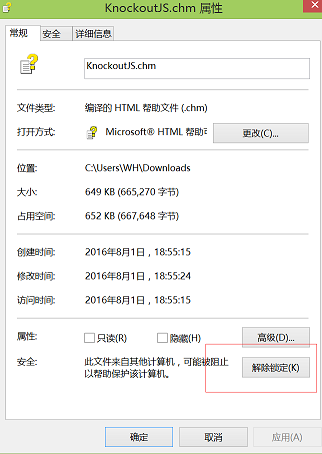 KnockoutJS.chm 属性
常规 安全 详细信息
KnockoutJS.chm
文件类型: 编译的 HTML 帮助文件 (.chm)
打开方式: Microsoft® HTML 帮助 更改(C)...
位置: C:\Users\WH\Downloads
大小: 649 KB (665,270 字节)
占用空间: 652 KB (667,648 字节)
创建时间: 2016年8月1日，18:55:15
修改时间: 2016年8月1日，18:55:24
访问时间: 2016年8月1日，18:55:15
属性: 只读(R) 隐藏(H) 高级(D)...
安全: 此文件来自其他计算机，可能被阻止
以帮助保护该计算机。 解除锁定(K)
确定 取消 应用(A)